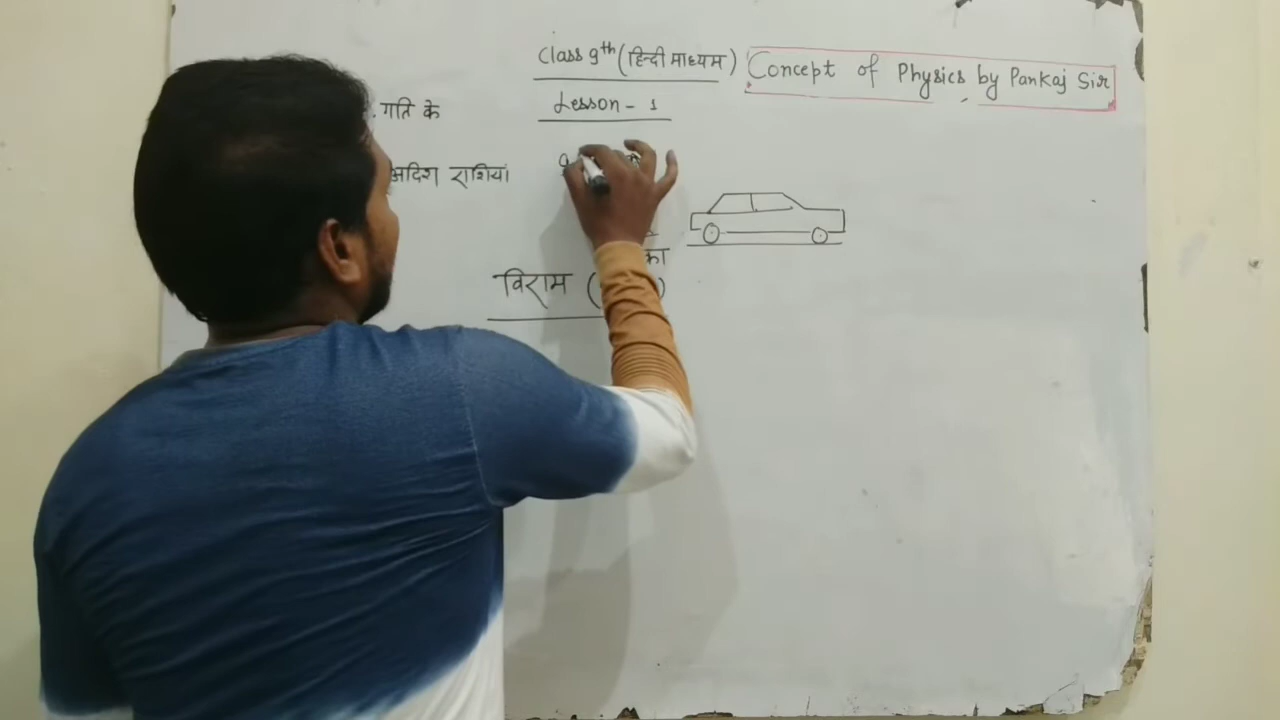 Class 9th (हिन्दी माध्यम)
Concept of Physics by Pankaj Sir
Lesson - 1
गति के
अदिश राशियां
का
विराम (
)